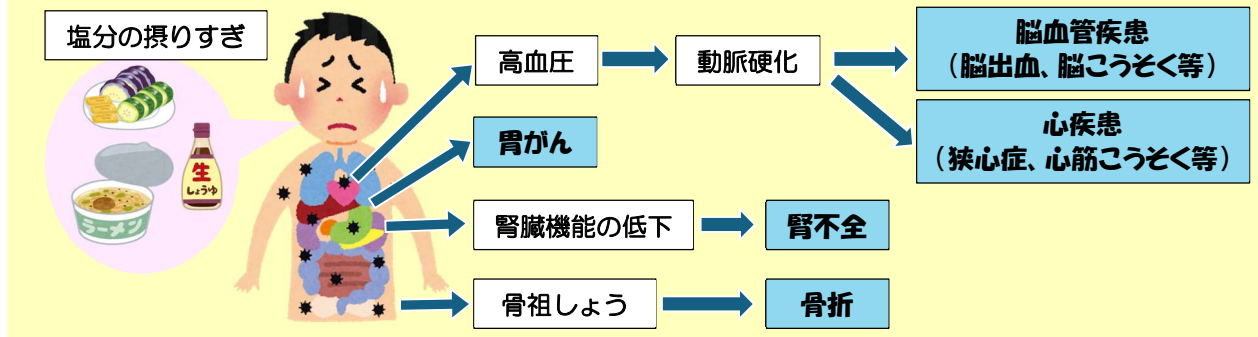 塩分の摂りすぎ
生
しょうゆ
ラーメン
高血圧
動脈硬化
脳血管疾患
（脳出血、脳こうそく等）
心疾患
（狭心症、心筋こうそく等）
胃がん
腎臓機能の低下
腎不全
骨祖しょう
骨折